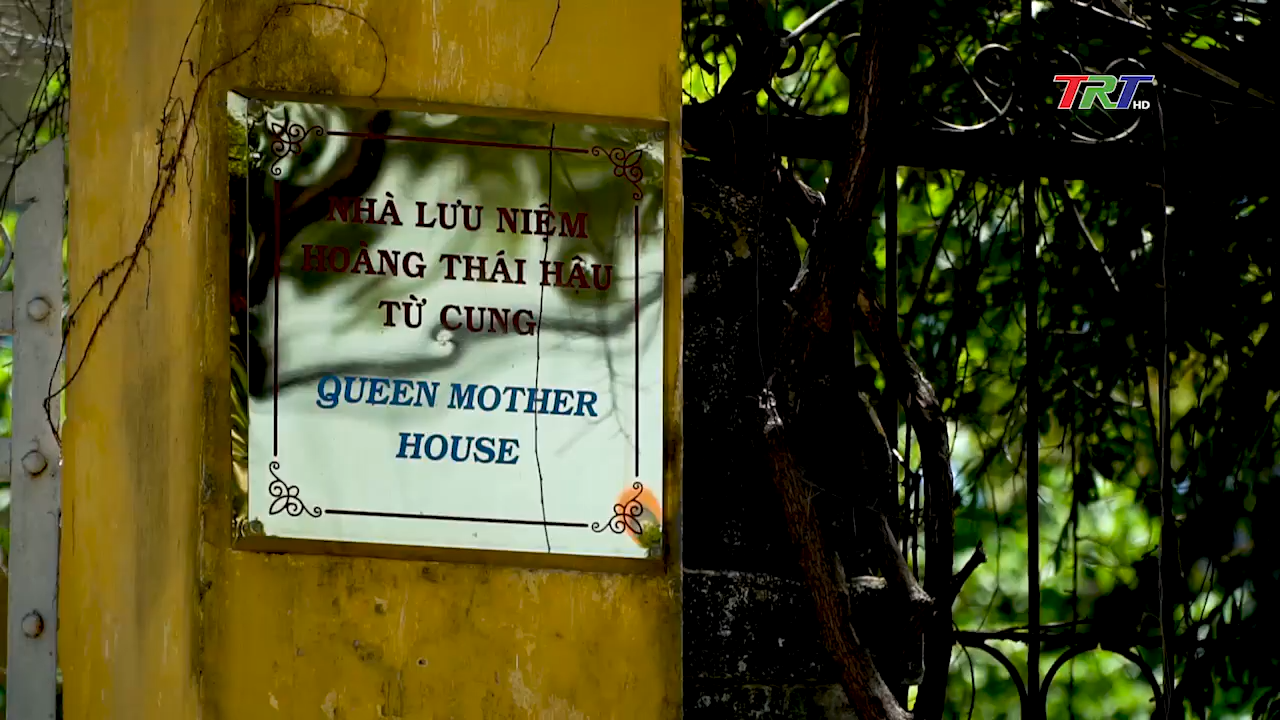 TRT HD
NHÀ LƯU NIỆM
HOÀNG THÁI HẬU
TỪ CUNG
QUEEN MOTHER
HOUSE